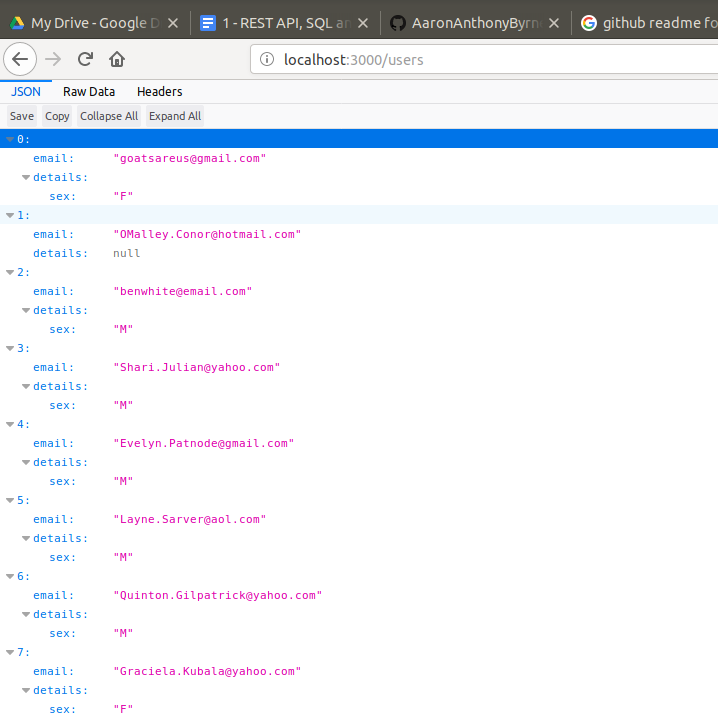 My Drive - Google D
1 - REST API, SQL an
AaronAnthonyByrn
github readme fo
localhost:3000/users
JSON Raw Data Headers
Save Copy Collapse All Expand All
0:
email: "goatsareus@gmail.com"
details:
sex: "F"
1:
email: "OMalley.Conor@hotmail.com"
details: null
2:
email: "benwhite@email.com"
details:
sex: "M"
3:
email: "Shari.Julian@yahoo.com"
details:
sex: "M"
4:
email: "Evelyn.Patnode@gmail.com"
details:
sex: "M"
5:
email: "Layne.Sarver@aol.com"
details:
sex: "M"
6:
email: "Quinton.Gilpatrick@yahoo.com"
details:
sex: "M"
7:
email: "Graciela.Kubala@yahoo.com"
details:
sex: "F"